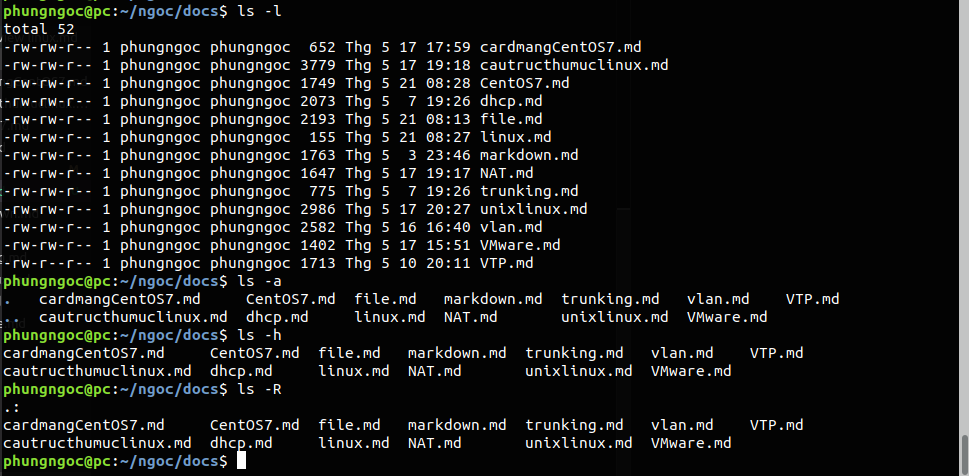 phungngoc@pc:~/ngoc/docs$ ls -l
total 52
-rw-rw-r-- 1 phungngoc phungngoc  652 Thg 5 17 17:59 cardmangCentOS7.md
-rw-rw-r-- 1 phungngoc phungngoc 3779 Thg 5 17 19:18 cautructhumuclinux.md
-rw-rw-r-- 1 phungngoc phungngoc 1749 Thg 5 21 08:28 CentOS7.md
-rw-rw-r-- 1 phungngoc phungngoc 2073 Thg 5  7 19:26 dhcp.md
-rw-rw-r-- 1 phungngoc phungngoc 2193 Thg 5 21 08:13 file.md
-rw-rw-r-- 1 phungngoc phungngoc  155 Thg 5 21 08:27 linux.md
-rw-rw-r-- 1 phungngoc phungngoc 1763 Thg 5  3 23:46 markdown.md
-rw-rw-r-- 1 phungngoc phungngoc 1647 Thg 5 17 19:17 NAT.md
-rw-rw-r-- 1 phungngoc phungngoc  775 Thg 5  7 19:26 trunking.md
-rw-rw-r-- 1 phungngoc phungngoc 2986 Thg 5 17 20:27 unixlinux.md
-rw-rw-r-- 1 phungngoc phungngoc 2582 Thg 5 16 16:40 vlan.md
-rw-rw-r-- 1 phungngoc phungngoc 1402 Thg 5 17 15:51 VMware.md
-rw-r--r-- 1 phungngoc phungngoc 1713 Thg 5 10 20:11 VTP.md
phungngoc@pc:~/ngoc/docs$ ls -a
.   cardmangCentOS7.md     CentOS7.md  file.md   markdown.md  trunking.md   vlan.md    VTP.md
..  cautructhumuclinux.md  dhcp.md     linux.md  NAT.md       unixlinux.md  VMware.md
phungngoc@pc:~/ngoc/docs$ ls -h
cardmangCentOS7.md     CentOS7.md  file.md   markdown.md  trunking.md   vlan.md    VTP.md
cautructhumuclinux.md  dhcp.md     linux.md  NAT.md       unixlinux.md  VMware.md
phungngoc@pc:~/ngoc/docs$ ls -R
.:
cardmangCentOS7.md     CentOS7.md  file.md   markdown.md  trunking.md   vlan.md    VTP.md
cautructhumuclinux.md  dhcp.md     linux.md  NAT.md       unixlinux.md  VMware.md
phungngoc@pc:~/ngoc/docs$